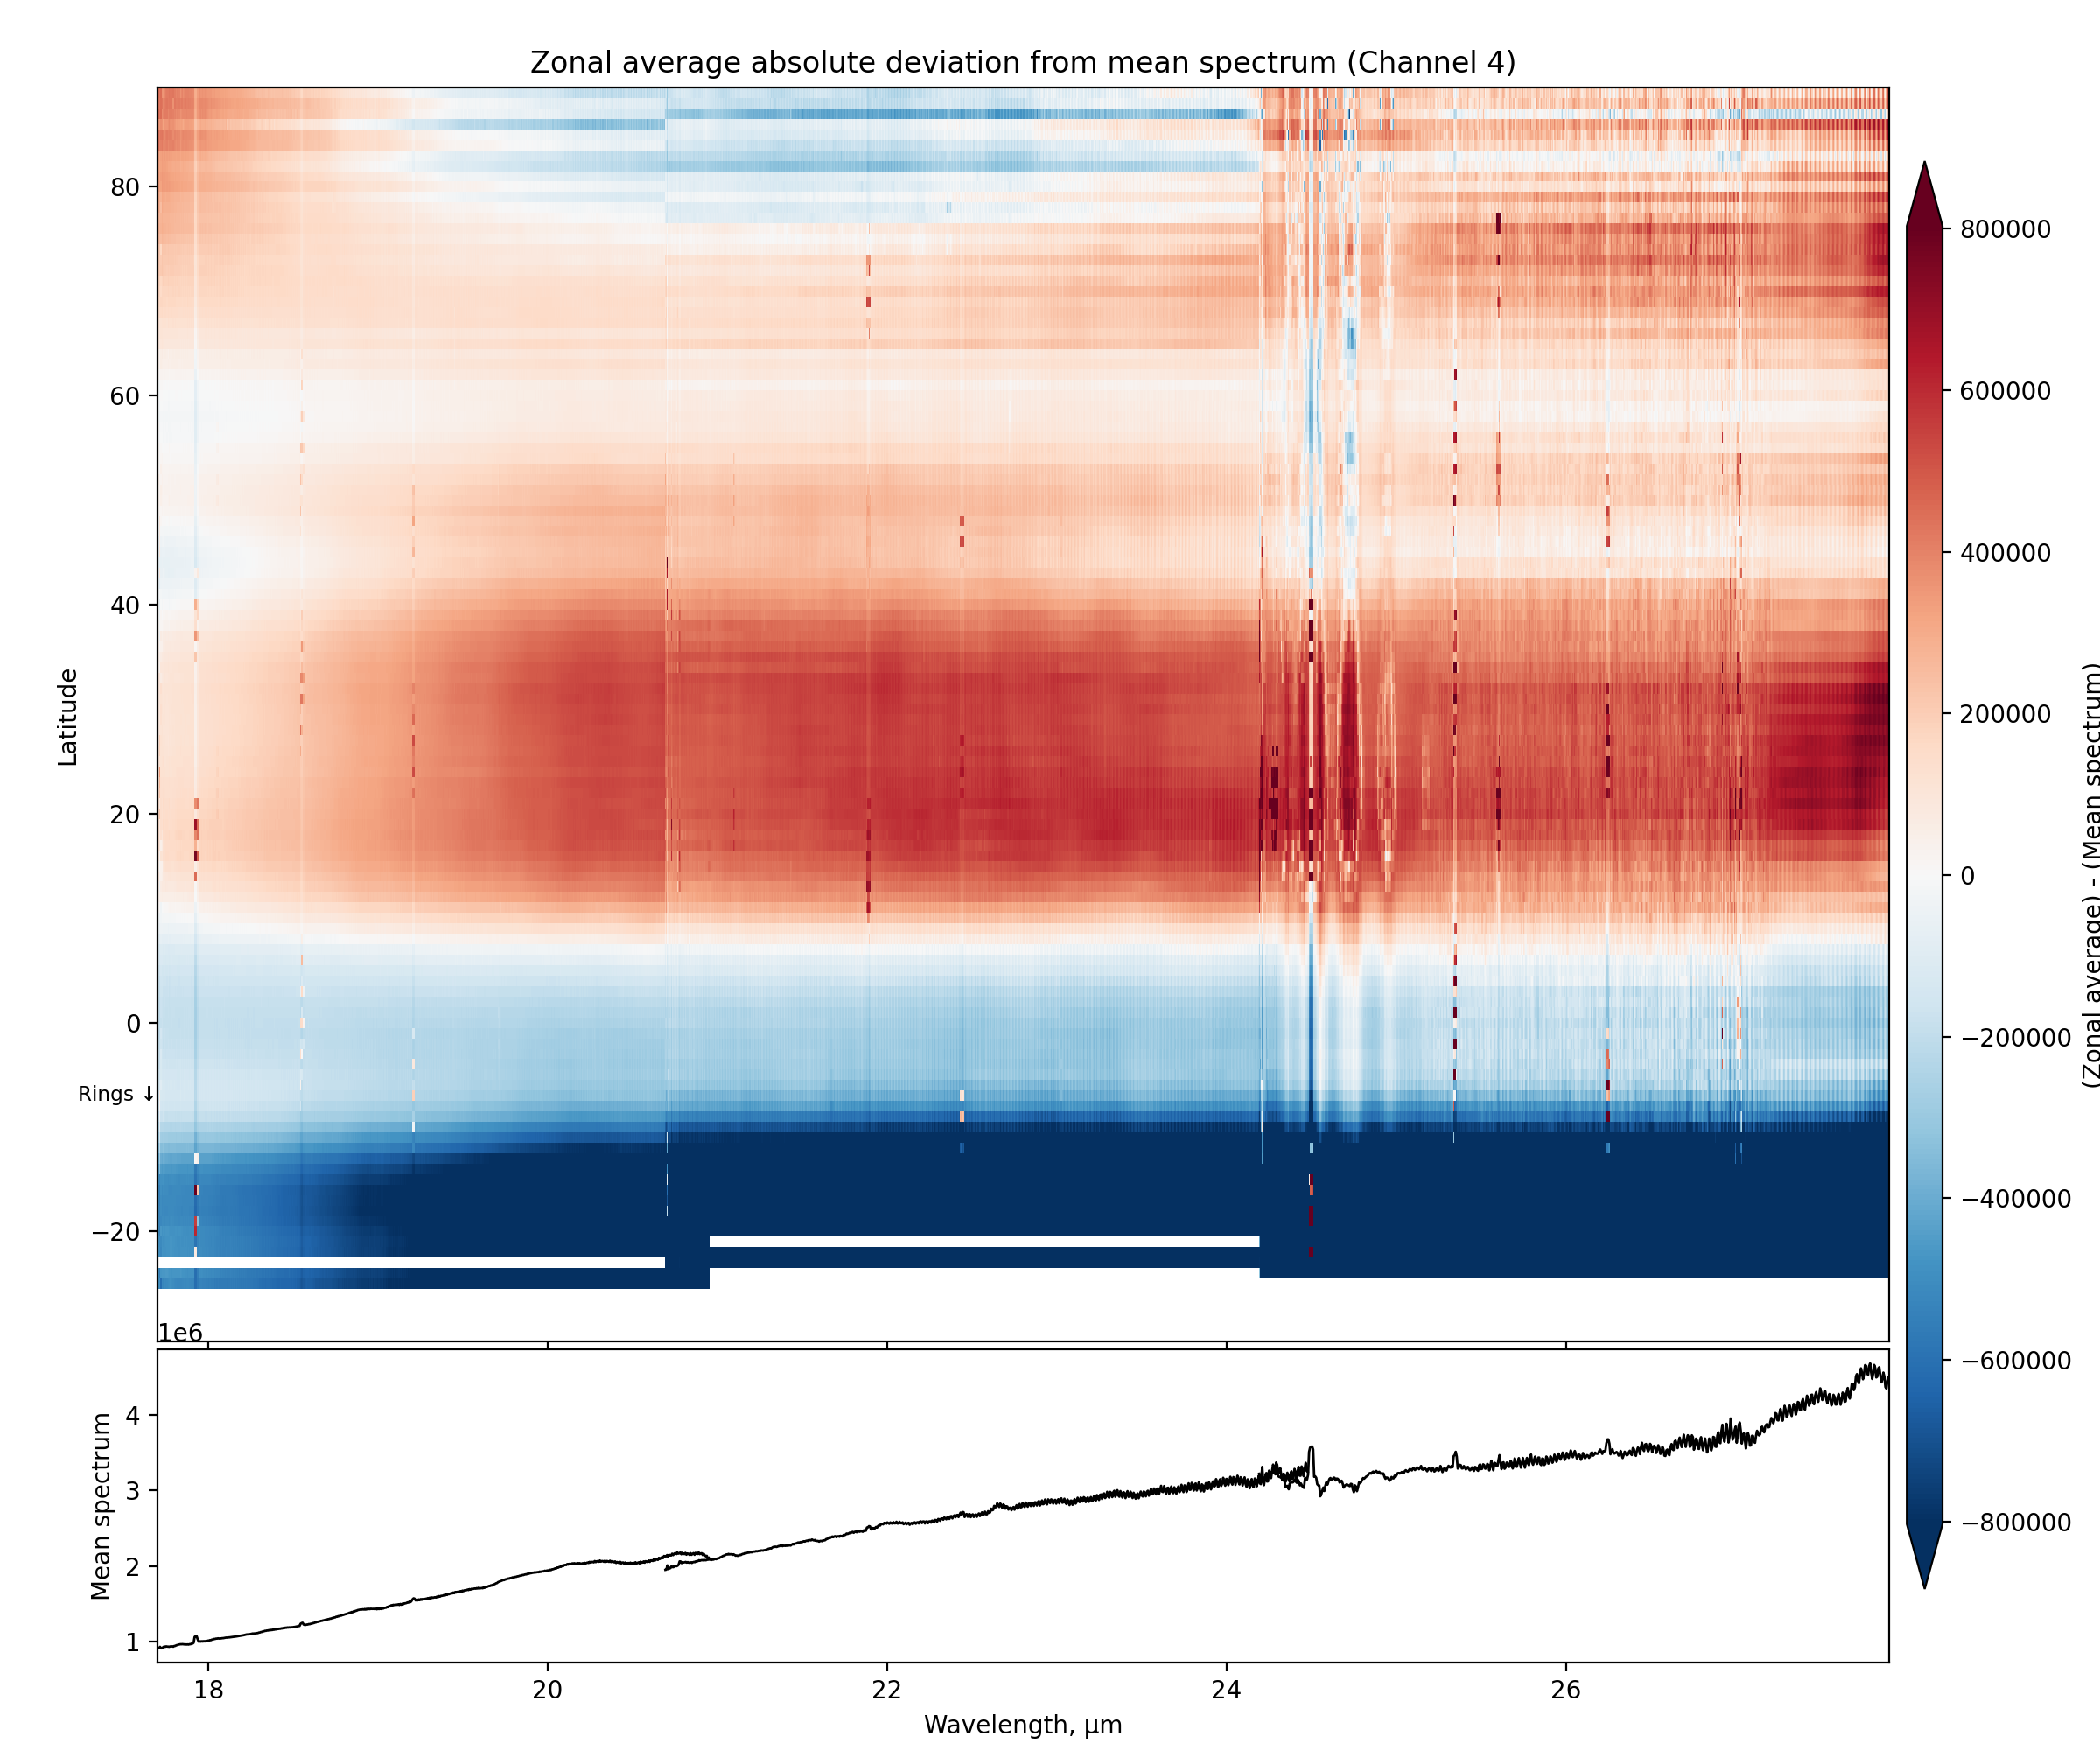 Zonal average absolute deviation from mean spectrum (Channel 4)
80
60
40
20
0
Rings ↓
−20
Latitude
800000
600000
400000
200000
0
−200000
−400000
−600000
−800000
(Zonal average) - (Mean spectrum)
1e6
4
3
2
1
Mean spectrum
18 20 22 24 26
Wavelength, μm